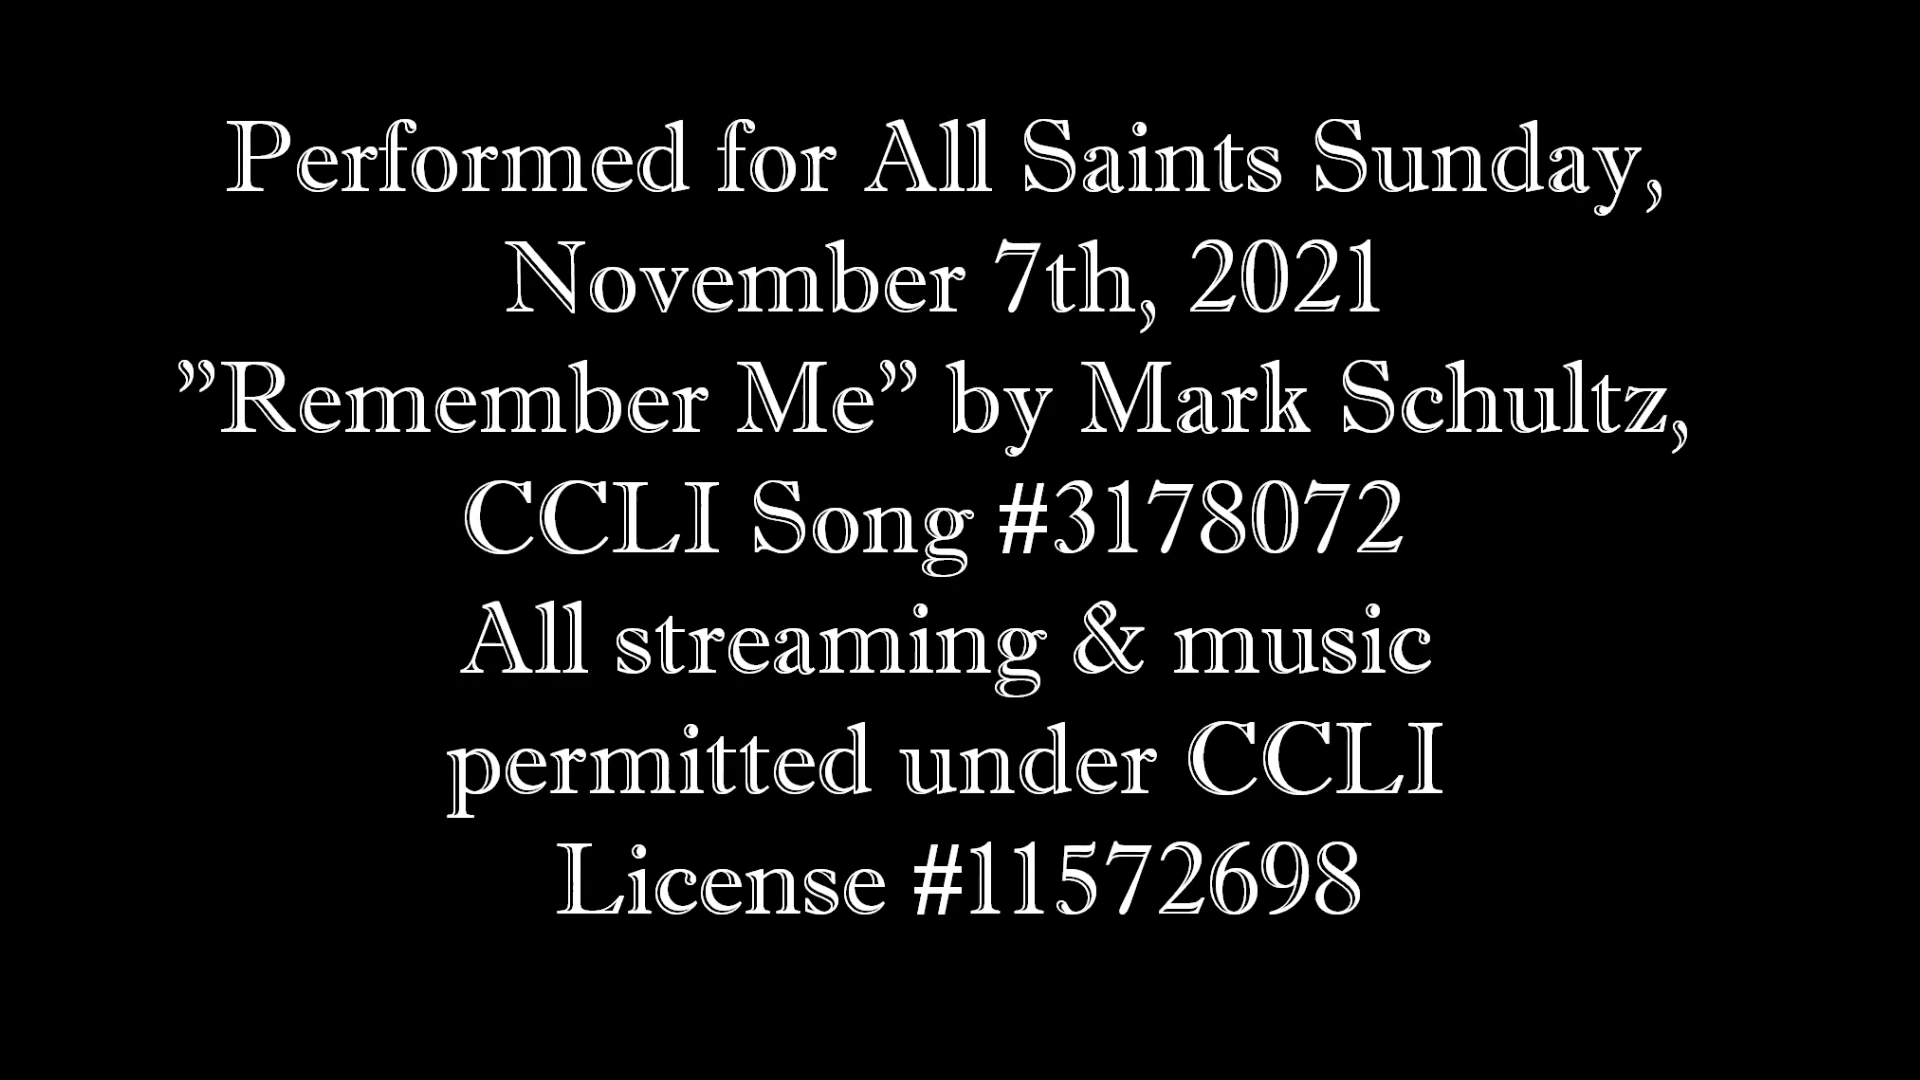 Performed for All Saints Sunday,
November 7th, 2021
”Remember Me” by Mark Schultz,
CCLI Song #3178072
All streaming & music
permitted under CCLI
License #11572698